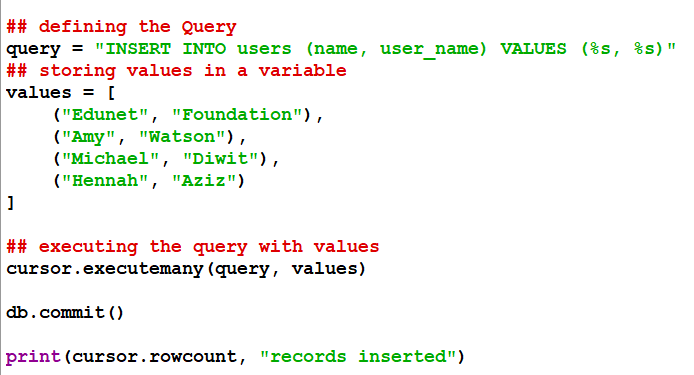 ## defining the Query
query = "INSERT INTO users (name, user_name) VALUES (%s, %s)"
## storing values in a variable
values = [
    ("Edunet", "Foundation"),
    ("Amy", "Watson"),
    ("Michael", "Diwit"),
    ("Hennah", "Aziz")
]
## executing the query with values
cursor.executemany(query, values)
db.commit()
print(cursor.rowcount, "records inserted")